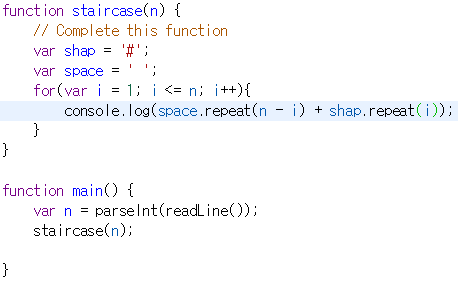 function staircase(n) {
    // Complete this function
    var shap = '#';
    var space = ' ';
    for(var i = 1; i <= n; i++){
        console.log(space.repeat(n - i) + shap.repeat(i));
    }
}

function main() {
    var n = parseInt(readLine());
    staircase(n);

}